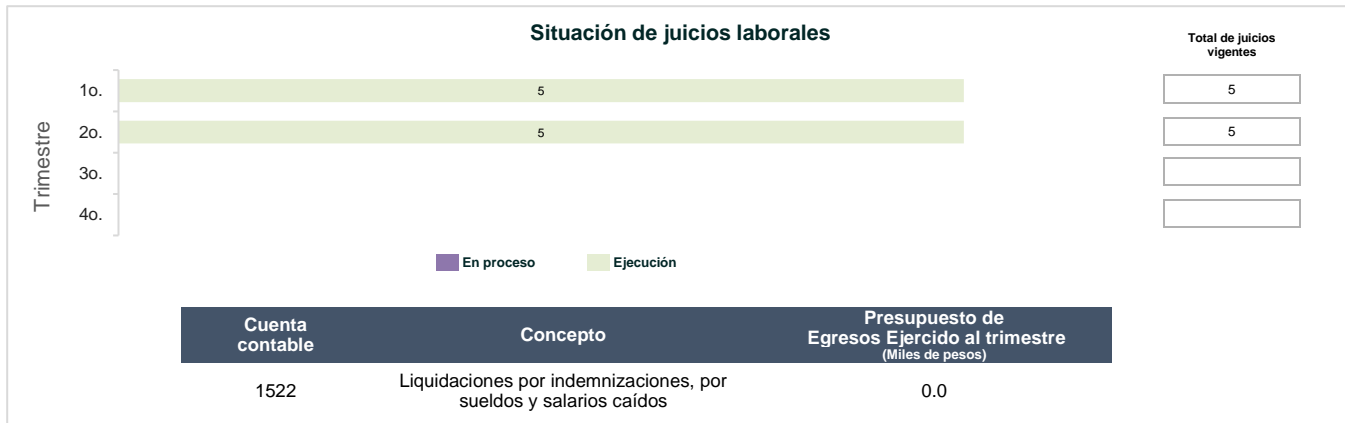 Situación de juicios laborales
Total de juicios
vigentes
Trimestre
1o.
5
5
2o.
5
5
3o.
4o.
En proceso
Ejecución
Cuenta
contable
Concepto
Presupuesto de
Egresos Ejercido al trimestre
(Miles de pesos)
1522
Liquidaciones por indemnizaciones, por
sueldos y salarios caídos
0.0